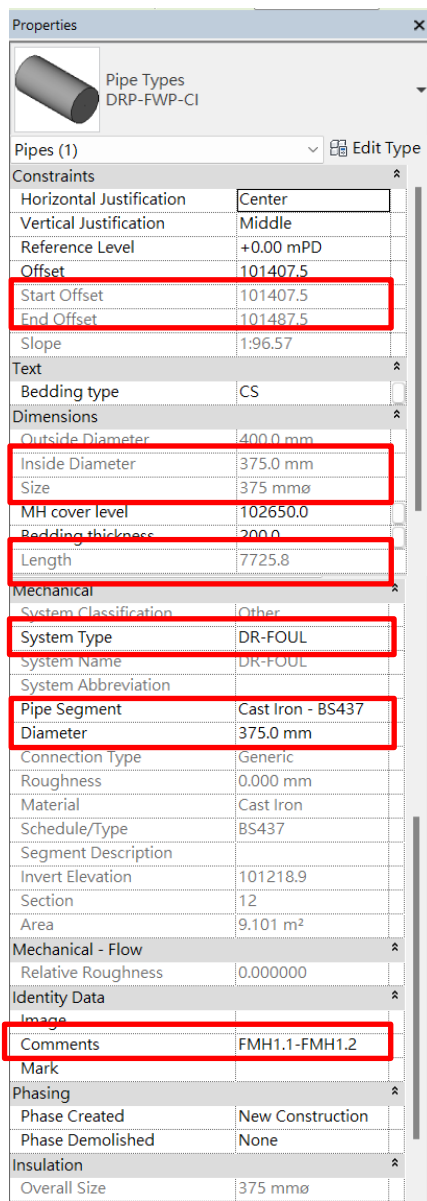 Properties
Pipe Types
DRP-FWP-CI
Pipes (1) Edit Type
Constraints
Horizontal Justification Center
Vertical Justification Middle
Reference Level +0.00 mPD
Offset 101407.5
Start Offset 101407.5
End Offset 101487.5
Slope 1:96.57
Text
Bedding type CS
Dimensions
Outside Diameter 400.0 mm
Inside Diameter 375.0 mm
Size 375 mmø
MH cover level 102650.0
Bedding thickness 200.0
Length 7725.8
Mechanical
System Classification Other
System Type DR-FOUL
System Name DR-FOUL
System Abbreviation
Pipe Segment Cast Iron - BS437
Diameter 375.0 mm
Connection Type Generic
Roughness 0.000 mm
Material Cast Iron
Schedule/Type BS437
Segment Description
Invert Elevation 101218.9
Section 12
Area 9.101 m²
Mechanical - Flow
Relative Roughness 0.000000
Identity Data
Image
Comments FMH1.1-FMH1.2
Mark
Phasing
Phase Created New Construction
Phase Demolished None
Insulation
Overall Size 375 mmø